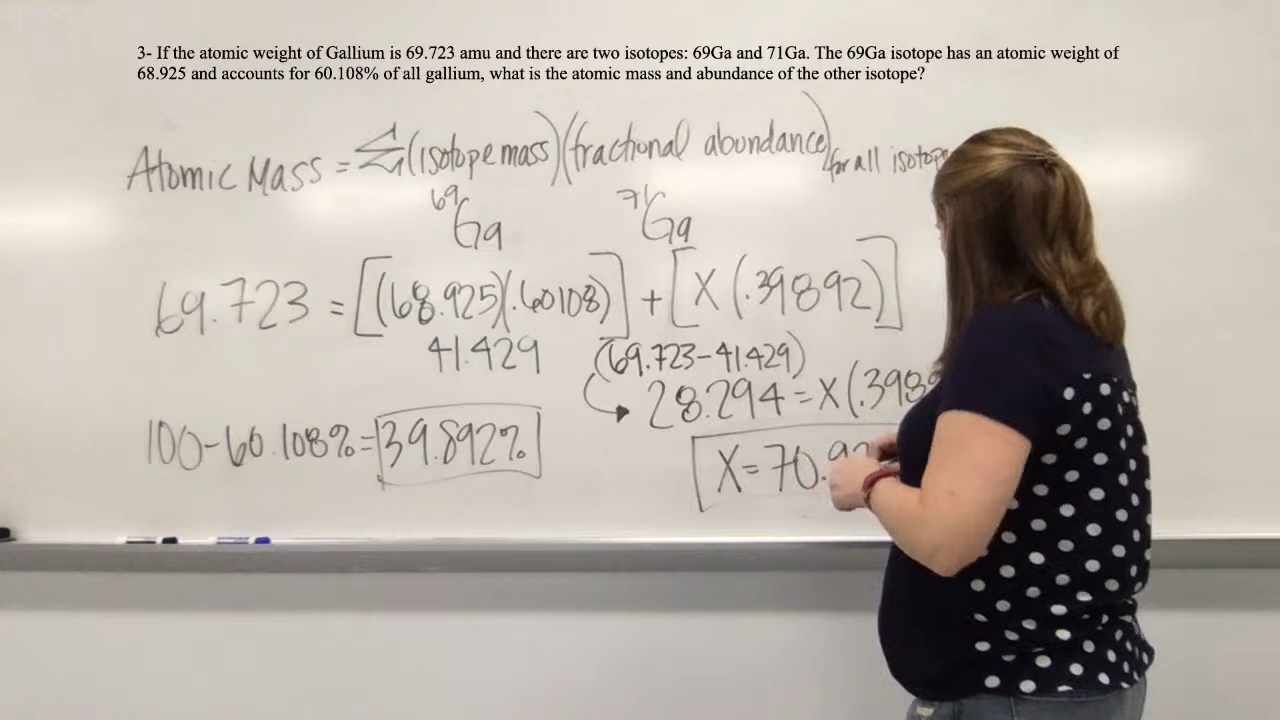 3- If the atomic weight of Gallium is 69.723 amu and there are two isotopes: 69Ga and 71Ga. The 69Ga isotope has an atomic weight of
68.925 and accounts for 60.108% of all gallium, what is the atomic mass and abundance of the other isotope?
Atomic Mass = Σ(isotope mass)(fractional abundance) for all isotope
69Ga 71Ga
69.723 = [(68.925)(.60108)] + [X(.39892)]
41.429 (69.723-41.429)
28.294 = X(.398
100-60.108%=39.892%
X=70.92